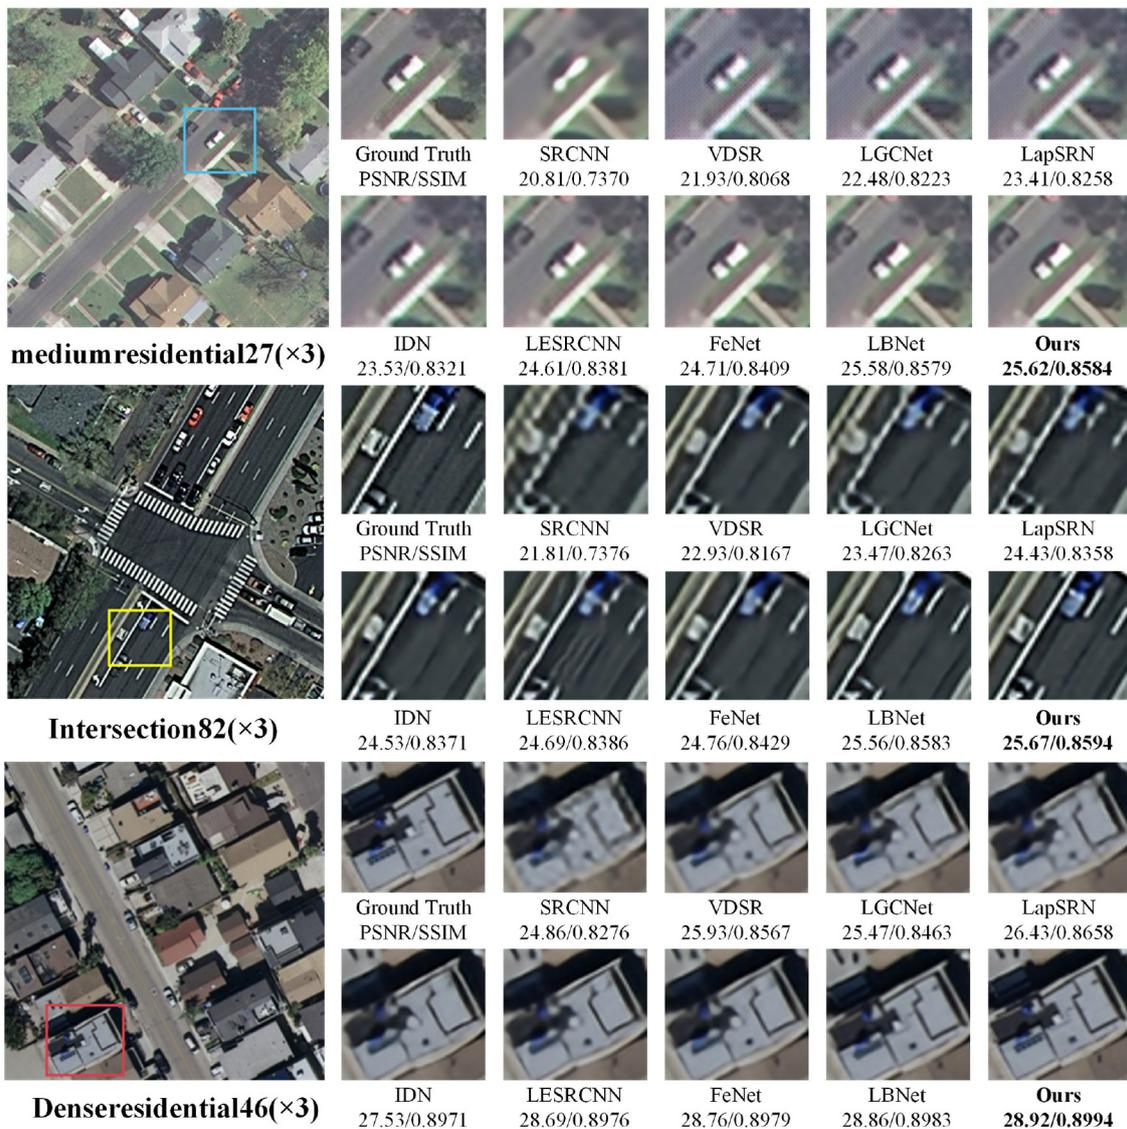 Ground Truth SRCNN VDSR LGCNet LapSRN
PSNR/SSIM 20.81/0.7370 21.93/0.8068 22.48/0.8223 23.41/0.8258
IDN LESRCNN FeNet LBNet Ours
23.53/0.8321 24.61/0.8381 24.71/0.8409 25.58/0.8579 25.62/0.8584
mediumresidential27(×3)
Ground Truth SRCNN VDSR LGCNet LapSRN
PSNR/SSIM 21.81/0.7376 22.93/0.8167 23.47/0.8263 24.43/0.8358
IDN LESRCNN FeNet LBNet Ours
24.53/0.8371 24.69/0.8386 24.76/0.8429 25.56/0.8583 25.67/0.8594
Intersection82(×3)
Ground Truth SRCNN VDSR LGCNet LapSRN
PSNR/SSIM 24.86/0.8276 25.93/0.8567 25.47/0.8463 26.43/0.8658
IDN LESRCNN FeNet LBNet Ours
27.53/0.8971 28.69/0.8976 28.76/0.8979 28.86/0.8983 28.92/0.8994
Denseresidential46(×3)